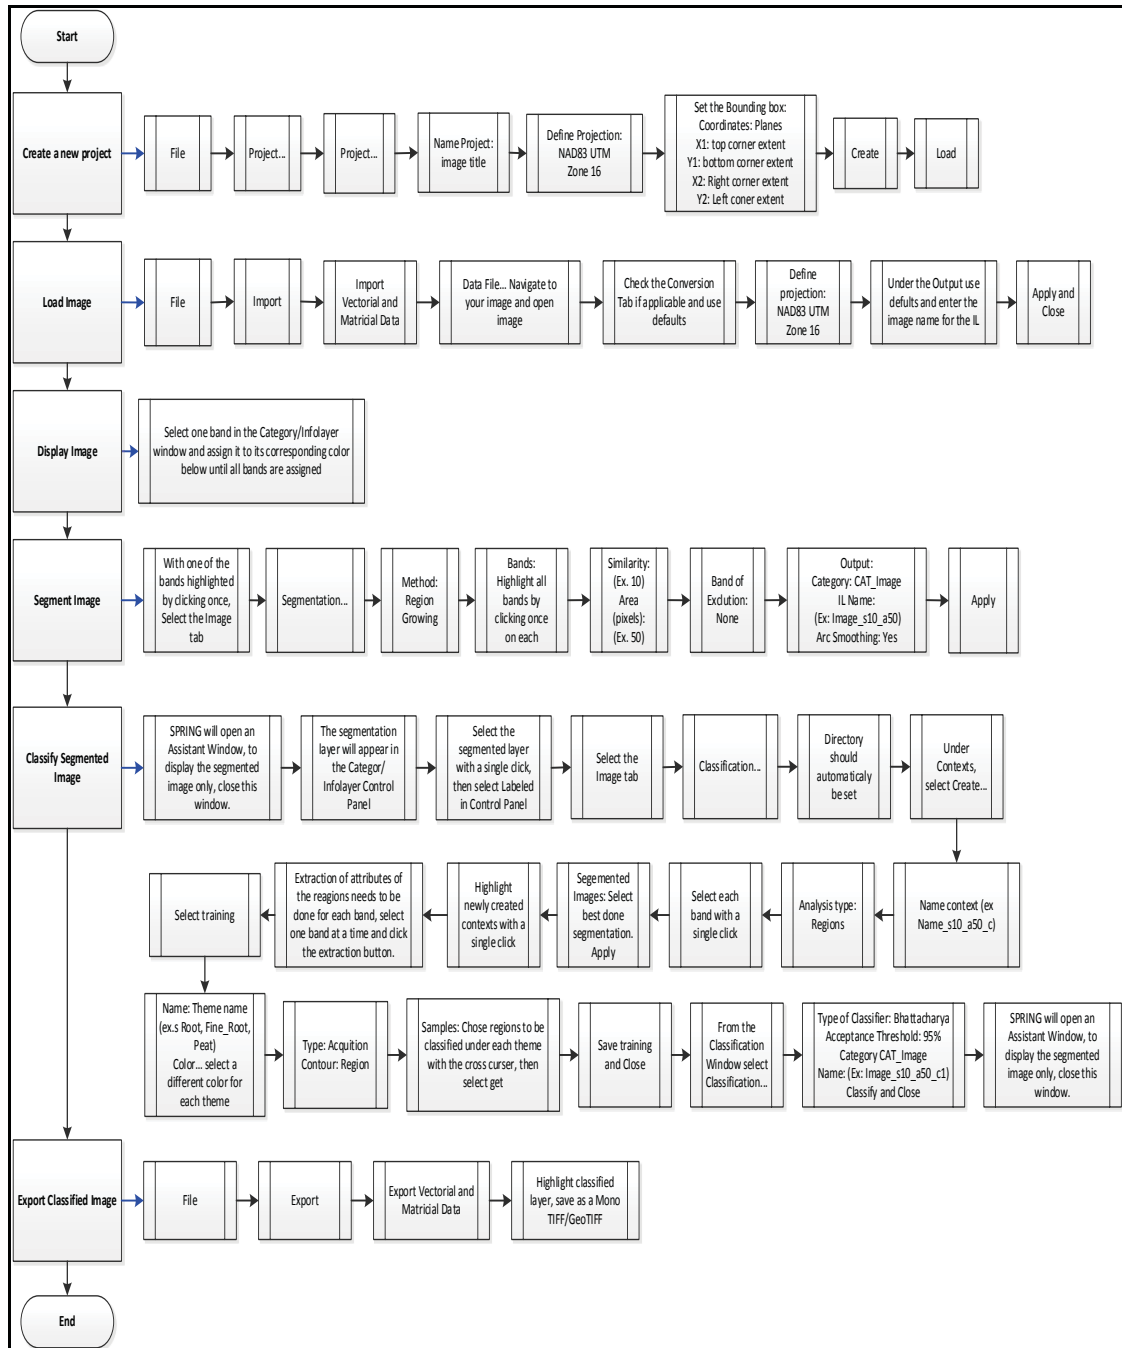 Start
Create a new project
File
Project...
Project...
Name Project:
image title
Define Projection:
NAD83 UTM
Zone 16
Set the Bounding box:
Coordinates: Planes
X1: top corner extent
Y1: bottom corner extent
X2: Right corner extent
Y2: Left coner extent
Create
Load
Load Image
File
Import
Import
Vectorial and
Matricial Data
Data File... Navigate to
your image and open
image
Check the Conversion
Tab if applicable and use
defaults
Define
projection:
NAD83 UTM
Zone 16
Under the Output use
defults and enter the
image name for the IL
Apply and
Close
Display Image
Select one band in the Category/Infolayer
window and assign it to its corresponding color
below until all bands are assigned
Segment Image
With one of the
bands highlighted
by clicking once,
Select the Image
tab
Segmentation...
Method:
Region
Growing
Bands:
Highlight all
bands by
clicking once
on each
Similarity:
(Ex. 10)
Area
(pixels):
(Ex. 50)
Band of
Exclution:
None
Output:
Category: CAT_Image
IL Name:
(Ex: Image_s10_a50)
Arc Smoothing: Yes
Apply
Classify Segmented
Image
SPRING will open an
Assistant Window, to
display the segmented
image only, close this
window.
The segmentation
layer will appear in
the Categor/
Infolayer Control
Panel
Select the
segmented layer
with a single click,
then select Labeled
in Control Panel
Select the
Image tab
Classification...
Directory
should
automaticaly
be set
Under
Contexts,
select Create...
Name context (ex
Name_s10_a50_c)
Analysis type:
Regions
Select each
band with a
single click
Segemented
Images: Select
best done
segmentation.
Apply
Highlight
newly created
contexts with a
single click
Extraction of attributes of
the reagions needs to be
done for each band, select
one band at a time and click
the extraction button.
Select training
Name: Theme name
(ex.s Root, Fine_Root,
Peat)
Color... select a
different color for
each theme
Type: Acquition
Contour: Region
Samples: Chose regions to be
classified under each theme
with the cross curser, then
select get
Save training
and Close
From the
Classification
Window select
Classification...
Type of Classifier: Bhattacharya
Acceptance Threshold: 95%
Category CAT_Image
Name: (Ex: Image_s10_a50_c1)
Classify and Close
SPRING will open an
Assistant Window, to
display the segmented
image only, close this
window.
Export Classified Image
File
Export
Export Vectorial and
Matricial Data
Highlight classified
layer, save as a Mono
TIFF/GeoTIFF
End